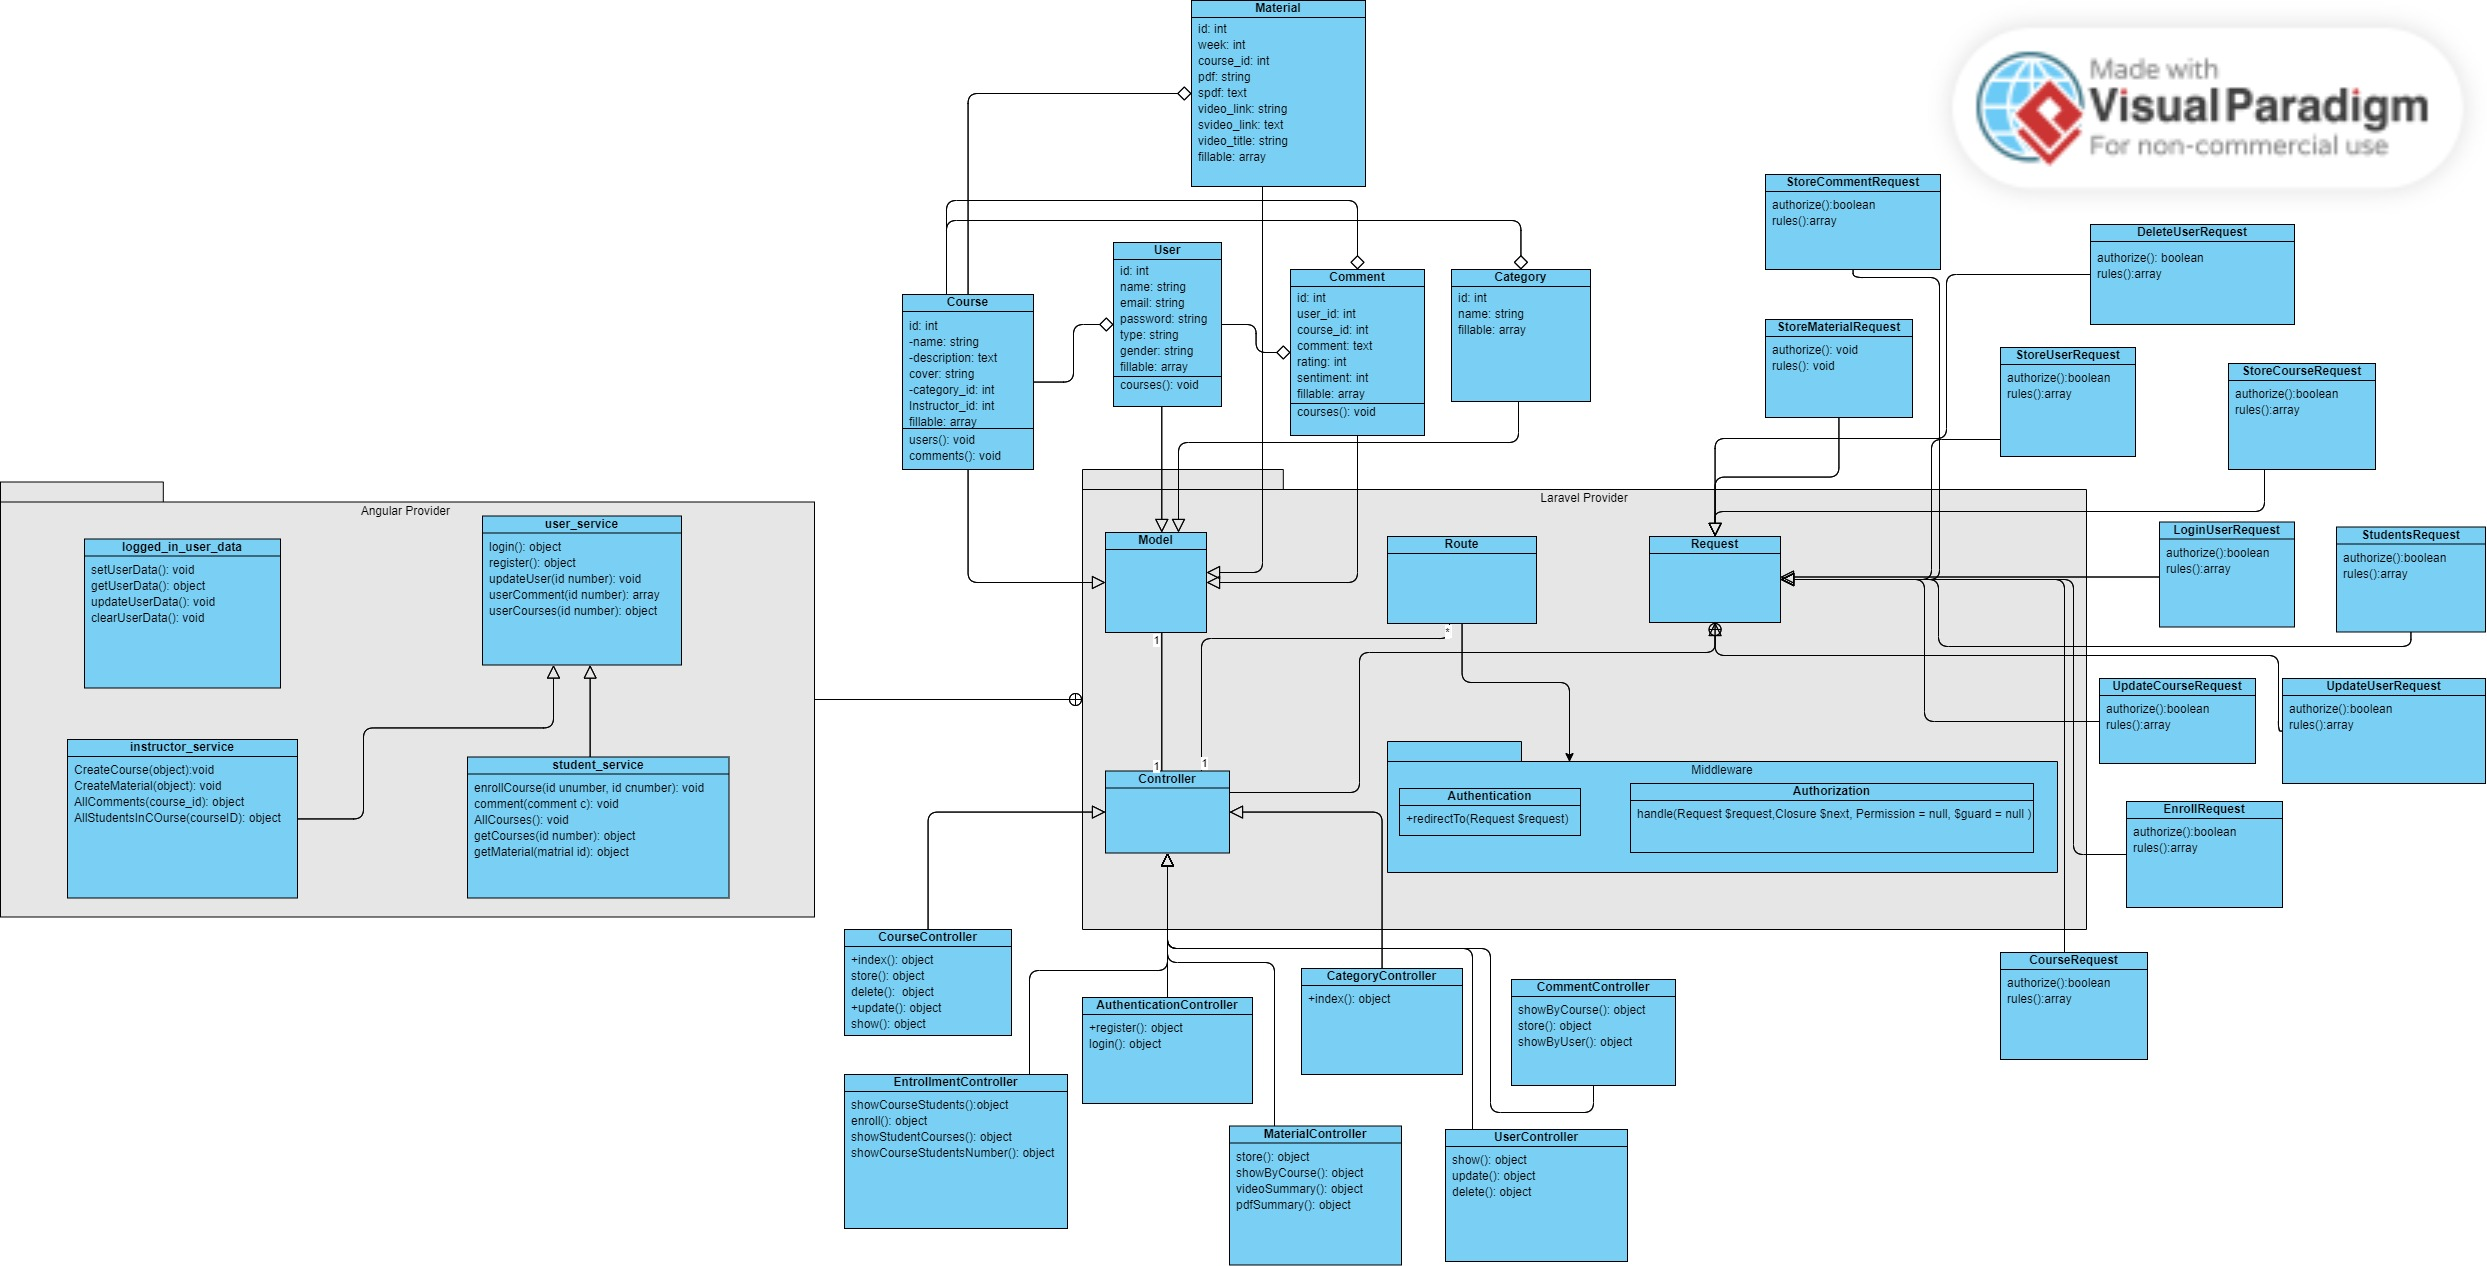 Material
id: int
week: int
course_id: int
pdf: string
spdf: text
video_link: string
svideo_link: text
video_title: string
fillable: array
Made with
Visual Paradigm
For non-commercial use
StoreCommentRequest
authorize():boolean
rules():array
DeleteUserRequest
authorize(): boolean
rules():array
User
id: int
name: string
email: string
password: string
type: string
gender: string
fillable: array
courses(): void
Comment
id: int
user_id: int
course_id: int
comment: text
rating: int
sentiment: int
fillable: array
courses(): void
Category
id: int
name: string
fillable: array
Course
id: int
-name: string
-description: text
cover: string
-category_id: int
Instructor_id: int
fillable: array
users(): void
comments(): void
StoreMaterialRequest
authorize(): void
rules(): void
StoreUserRequest
authorize():boolean
rules():array
StoreCourseRequest
authorize():boolean
rules():array
Angular Provider
logged_in_user_data
setUserData(): void
getUserData(): object
updateUserData(): void
clearUserData(): void
user_service
login(): object
register(): object
updateUser(id number): void
userComment(id number): array
userCourses(id number): object
instructor_service
CreateCourse(object):void
CreateMaterial(object): void
AllComments(course_id): object
AllStudentsInCOurse(courseID): object
student_service
enrollCourse(id unumber, id cnumber): void
comment(comment c): void
AllCourses(): void
getCourses(id number): object
getMaterial(matrial id): object
Laravel Provider
Model
Route
Request
1
*
1
1
Controller
Middleware
Authentication
+redirectTo(Request $request)
Authorization
handle(Request $request,Closure $next, Permission = null, $guard = null )
LoginUserRequest
authorize():boolean
rules():array
StudentsRequest
authorize():boolean
rules():array
UpdateCourseRequest
authorize():boolean
rules():array
UpdateUserRequest
authorize():boolean
rules():array
EnrollRequest
authorize():boolean
rules():array
CourseRequest
authorize():boolean
rules():array
CourseController
+index(): object
store(): object
delete():  object
+update(): object
show(): object
AuthenticationController
+register(): object
login(): object
CategoryController
+index(): object
CommentController
showByCourse(): object
store(): object
showByUser(): object
EntrollmentController
showCourseStudents():object
enroll(): object
showStudentCourses(): object
showCourseStudentsNumber(): object
MaterialController
store(): object
showByCourse(): object
videoSummary(): object
pdfSummary(): object
UserController
show(): object
update(): object
delete(): object